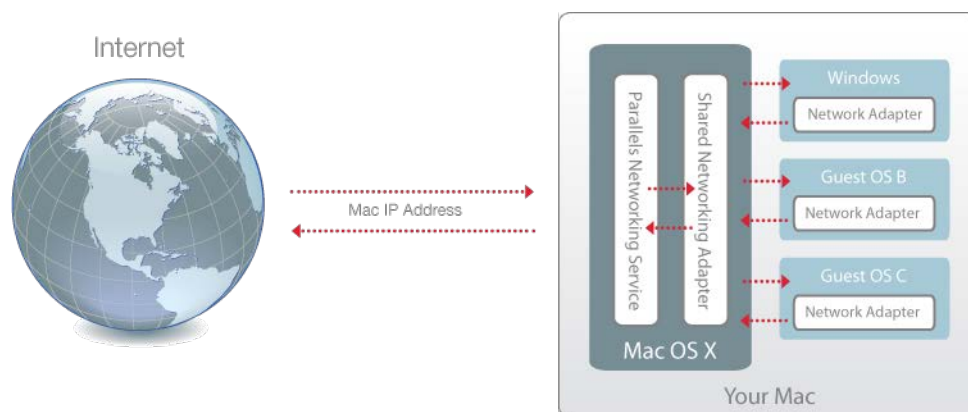 Internet
Mac IP Address
Parallels Networking Service
Shared Networking Adapter
Mac OS X
Windows
Network Adapter
Guest OS B
Network Adapter
Guest OS C
Network Adapter
Your Mac